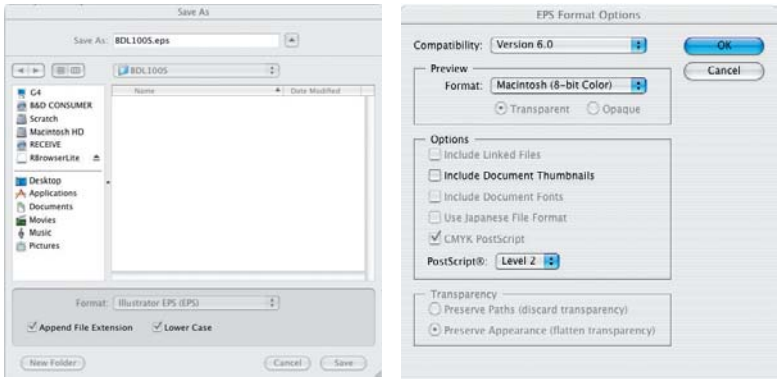 Save As
Save As: BDL100S.eps
BDL100S
Name
Date Modified
G4
B&D CONSUMER
Scratch
Macintosh HD
RECEIVE
RBrowserLite
Desktop
Applications
Documents
Movies
Music
Pictures
Format: Illustrator EPS (EPS)
Append File Extension
Lower Case
New Folder
Cancel
Save
EPS Format Options
Compatibility: Version 6.0
OK
Cancel
Preview
Format: Macintosh (8-bit Color)
Transparent
Opaque
Options
Include Linked Files
Include Document Thumbnails
Include Document Fonts
Use Japanese File Format
CMYK PostScript
PostScript®: Level 2
Transparency
Preserve Paths (discard transparency)
Preserve Appearance (flatten transparency)